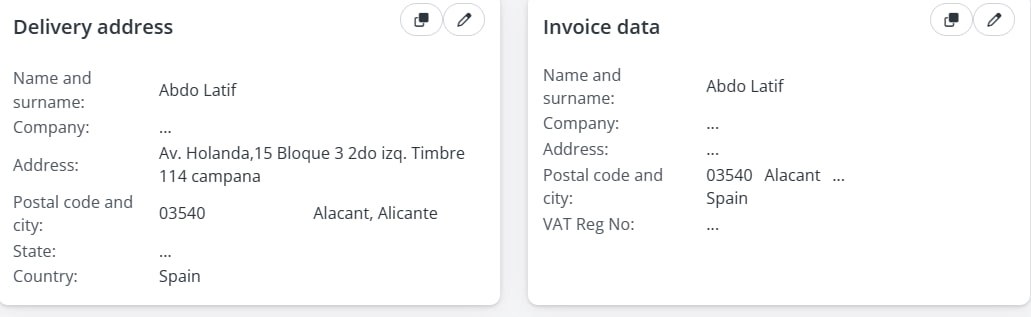 Delivery address
Name and surname: Abdo Latif
Company: ...
Address: Av. Holanda,15 Bloque 3 2do izq. Timbre
114 campana
Postal code and city: 03540 Alacant, Alicante
State: ...
Country: Spain
Invoice data
Name and surname: Abdo Latif
Company: ...
Address: ...
Postal code and city: 03540 Alacant ...
Spain
VAT Reg No: ...